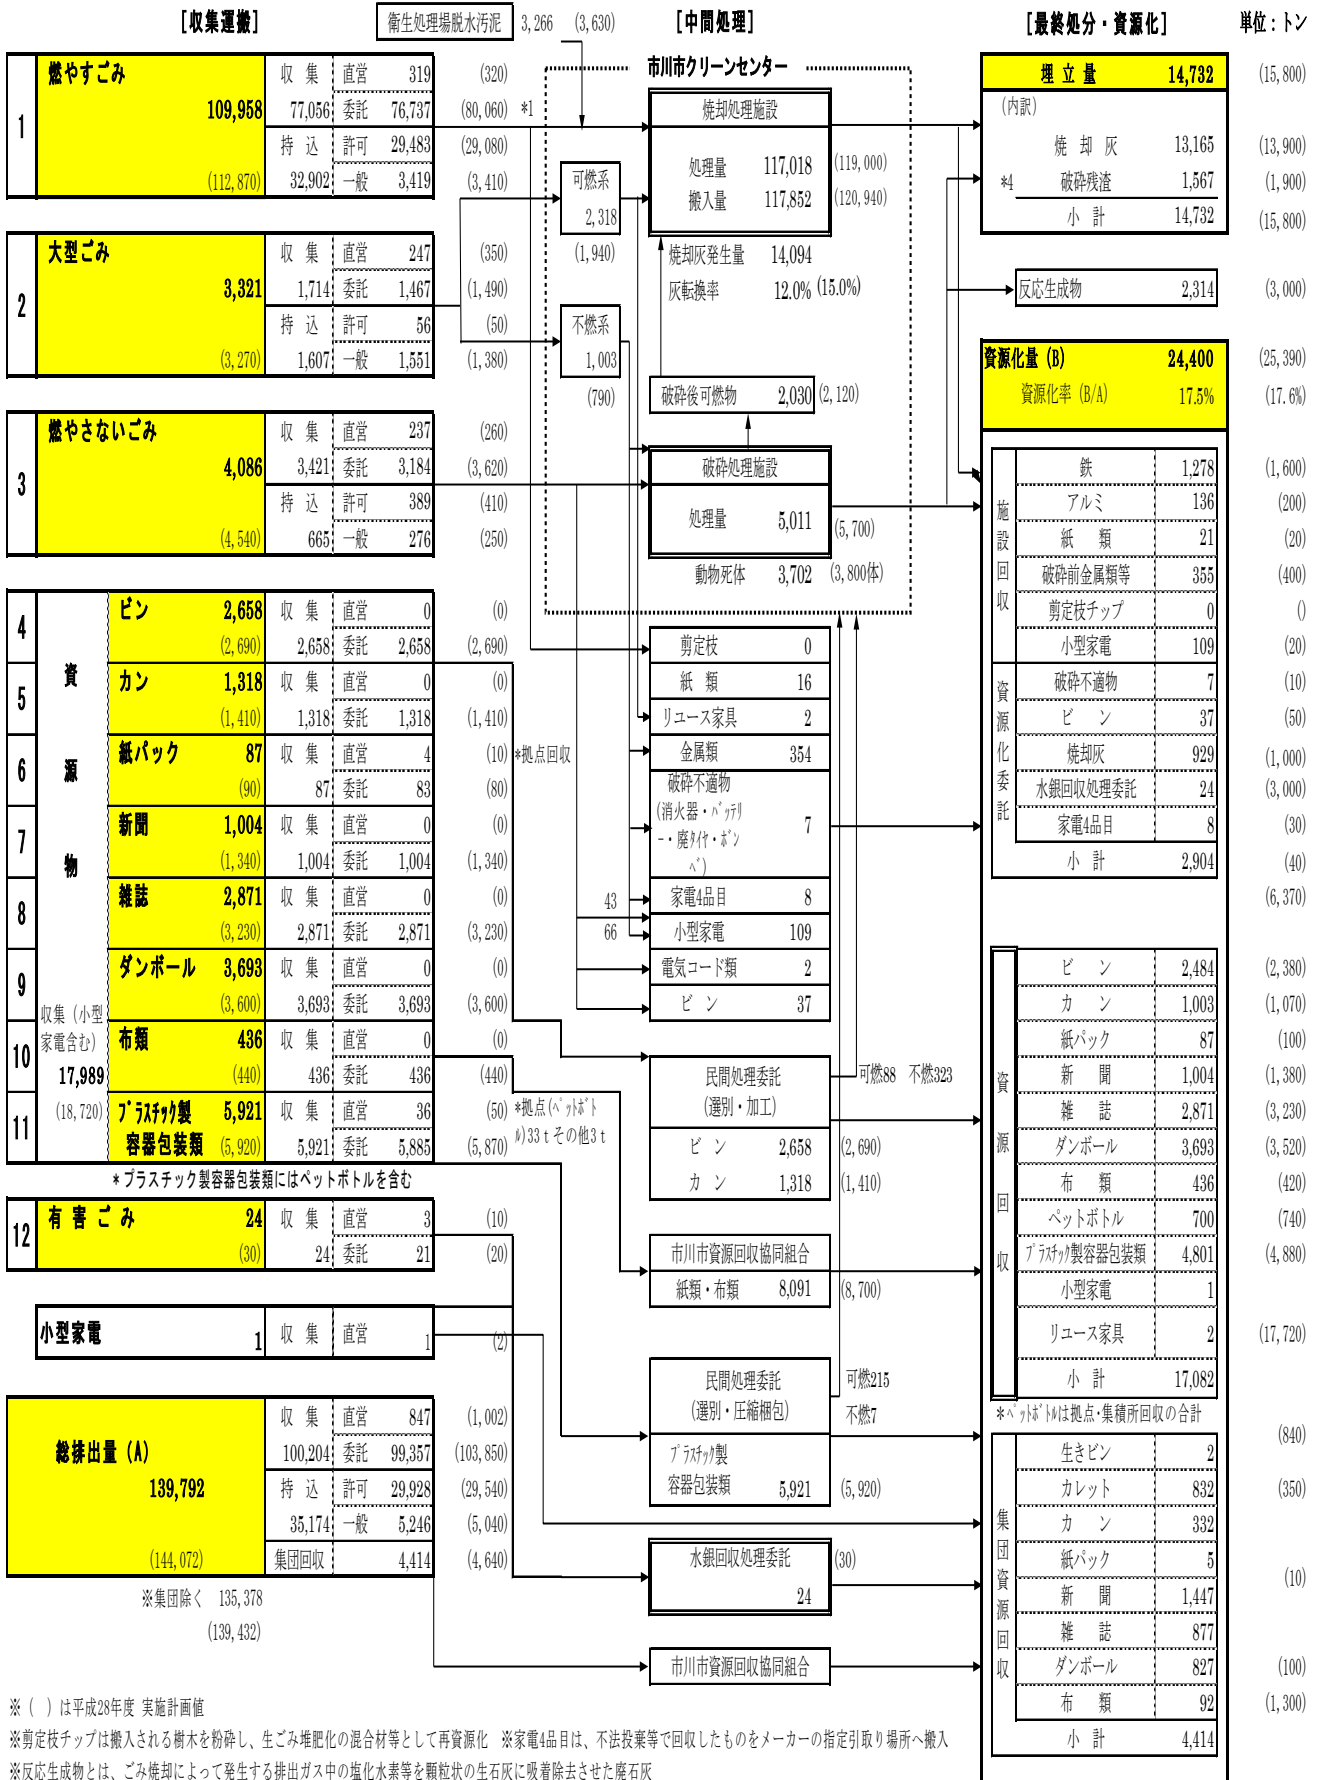 [収集運搬]
衛生処理場脱水汚泥 3,266 (3,630)
[中間処理]
[最終処分・資源化]
単位：トン
1
燃やすごみ
109,958
(112,870)
収 集 直営 319 (320)
77,056 委託 76,737 (80,060) *1
持 込 許可 29,483 (29,080)
32,902 一般 3,419 (3,410)
2
大型ごみ
3,321
(3,270)
収 集 直営 247 (350)
1,714 委託 1,467 (1,490)
持 込 許可 56 (50)
1,607 一般 1,551 (1,380)
3
燃やさないごみ
4,086
(4,540)
収 集 直営 237 (260)
3,421 委託 3,184 (3,620)
持 込 許可 389 (410)
665 一般 276 (250)
資源物
収集（小型
家電含む）
17,989
(18,720)
4 ビン 2,658 収 集 直営 0 (0)
(2,690) 2,658 委託 2,658 (2,690)
5 カン 1,318 収 集 直営 0 (0)
(1,410) 1,318 委託 1,318 (1,410)
6 紙パック 87 収 集 直営 4 (10) *拠点回収
(90) 87 委託 83 (80)
7 新聞 1,004 収 集 直営 0 (0)
(1,340) 1,004 委託 1,004 (1,340)
8 雑誌 2,871 収 集 直営 0 (0)
(3,230) 2,871 委託 2,871 (3,230)
9 ダンボール 3,693 収 集 直営 0 (0)
(3,600) 3,693 委託 3,693 (3,600)
10 布類 436 収 集 直営 0 (0)
(440) 436 委託 436 (440)
11 ﾌﾟﾗｽﾁｯｸ製 5,921 収 集 直営 36 (50) *拠点(ﾍﾟｯﾄﾎﾞﾄ
容器包装類 (5,920) 5,921 委託 5,885 (5,870) ﾙ)33ｔその他3ｔ
*プラスチック製容器包装類にはペットボトルを含む
12 有 害 ご み 24 収 集 直営 3 (10)
(30) 24 委託 21 (20)
小型家電 1 収 集 直営 1 (2)
総排出量（A）
139,792
(144,072)
収 集 直営 847 (1,002)
100,204 委託 99,357 (103,850)
持 込 許可 29,928 (29,540)
35,174 一般 5,246 (5,040)
集団回収 4,414 (4,640)
※集団除く 135,378
(139,432)
市川市クリーンセンター
焼却処理施設
処理量 117,018 (119,000)
搬入量 117,852 (120,940)
焼却灰発生量 14,094
灰転換率 12.0% (15.0%)
可燃系
2,318
(1,940)
不燃系
1,003
(790)
破砕後可燃物 2,030 (2,120)
破砕処理施設
処理量 5,011 (5,700)
動物死体 3,702 (3,800体)
剪定枝 0
紙 類 16
リユース家具 2
金属類 354
破砕不適物
(消火器・ﾊﾞｯﾃﾘ
ｰ・廃ﾀｲﾔ・ﾎﾞﾝ
ﾍﾞ)
7
43 家電4品目 8
66 小型家電 109
電気コード類 2
ビ ン 37
民間処理委託
(選別・加工)
可燃88 不燃323
ビ ン 2,658 (2,690)
カ ン 1,318 (1,410)
市川市資源回収協同組合
紙類・布類 8,091 (8,700)
民間処理委託
(選別・圧縮梱包)
可燃215
不燃7
ﾌﾟﾗｽﾁｯｸ製
容器包装類 5,921 (5,920)
水銀回収処理委託 (30)
24
市川市資源回収協同組合
埋 立 量 14,732 (15,800)
(内訳)
焼 却 灰 13,165 (13,900)
*4 破砕残渣 1,567 (1,900)
小 計 14,732 (15,800)
反応生成物 2,314 (3,000)
資源化量（B） 24,400 (25,390)
資源化率（B/A） 17.5% (17.6%)
施設回収
鉄 1,278 (1,600)
アルミ 136 (200)
紙 類 21 (20)
破砕前金属類等 355 (400)
剪定枝チップ 0 ()
小型家電 109 (20)
資源化委託
破砕不適物 7 (10)
ビ ン 37 (50)
焼却灰 929 (1,000)
水銀回収処理委託 24 (3,000)
家電4品目 8 (30)
小 計 2,904 (40)
(6,370)
資源回収
ビ ン 2,484 (2,380)
カ ン 1,003 (1,070)
紙パック 87 (100)
新 聞 1,004 (1,380)
雑 誌 2,871 (3,230)
ダンボール 3,693 (3,520)
布 類 436 (420)
ペットボトル 700 (740)
ﾌﾟﾗｽﾁｯｸ製容器包装類 4,801 (4,880)
小型家電 1
リユース家具 2 (17,720)
小 計 17,082
*ﾍﾟｯﾄﾎﾞﾄﾙは拠点・集積所回収の合計
(840)
集団資源回収
生きビン 2
カレット 832 (350)
カ ン 332
紙パック 5 (10)
新 聞 1,447
雑 誌 877
ダンボール 827 (100)
布 類 92 (1,300)
小 計 4,414
※（ ）は平成28年度 実施計画値
※剪定枝チップは搬入される樹木を粉砕し、生ごみ堆肥化の混合材等として再資源化 ※家電4品目は、不法投棄等で回収したものをメーカーの指定引取り場所へ搬入
※反応生成物とは、ごみ焼却によって発生する排出ガス中の塩化水素等を顆粒状の生石灰に吸着除去させた廃石灰